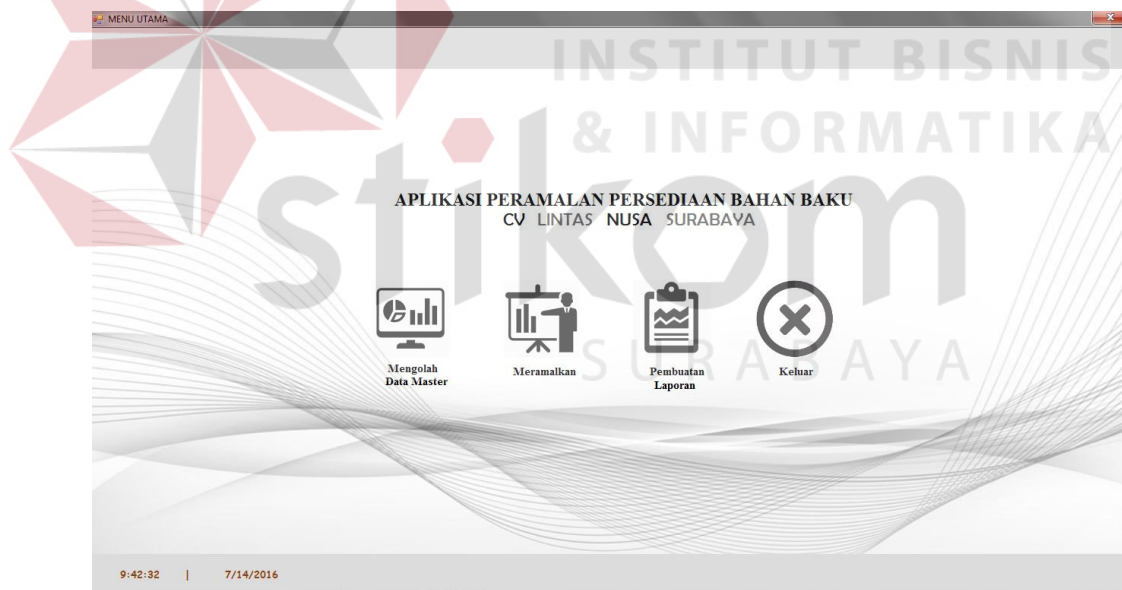 MENU UTAMA
INSTITUT BISNIS
& INFORMATIKA
stikom
SURABAYA
APLIKASI PERAMALAN PERSEDIAAN BAHAN BAKU
CV LINTAS NUSA SURABAYA
Mengolah
Data Master
Meramalkan
Pembuatan
Laporan
Keluar
9:42:32 | 7/14/2016